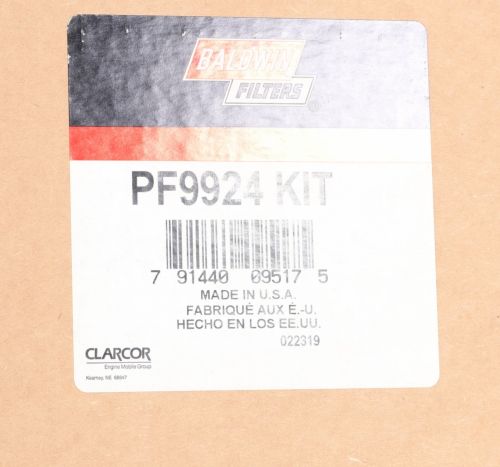 BALDWIN
FILTERS®
PF9924 KIT
7 91440 09517 5
MADE IN U.S.A.
FABRIQUÉ AUX É.-U.
HECHO EN LOS EE.UU.
022319
CLARCOR
Engine Mobile Group
Kearney, NE 68847